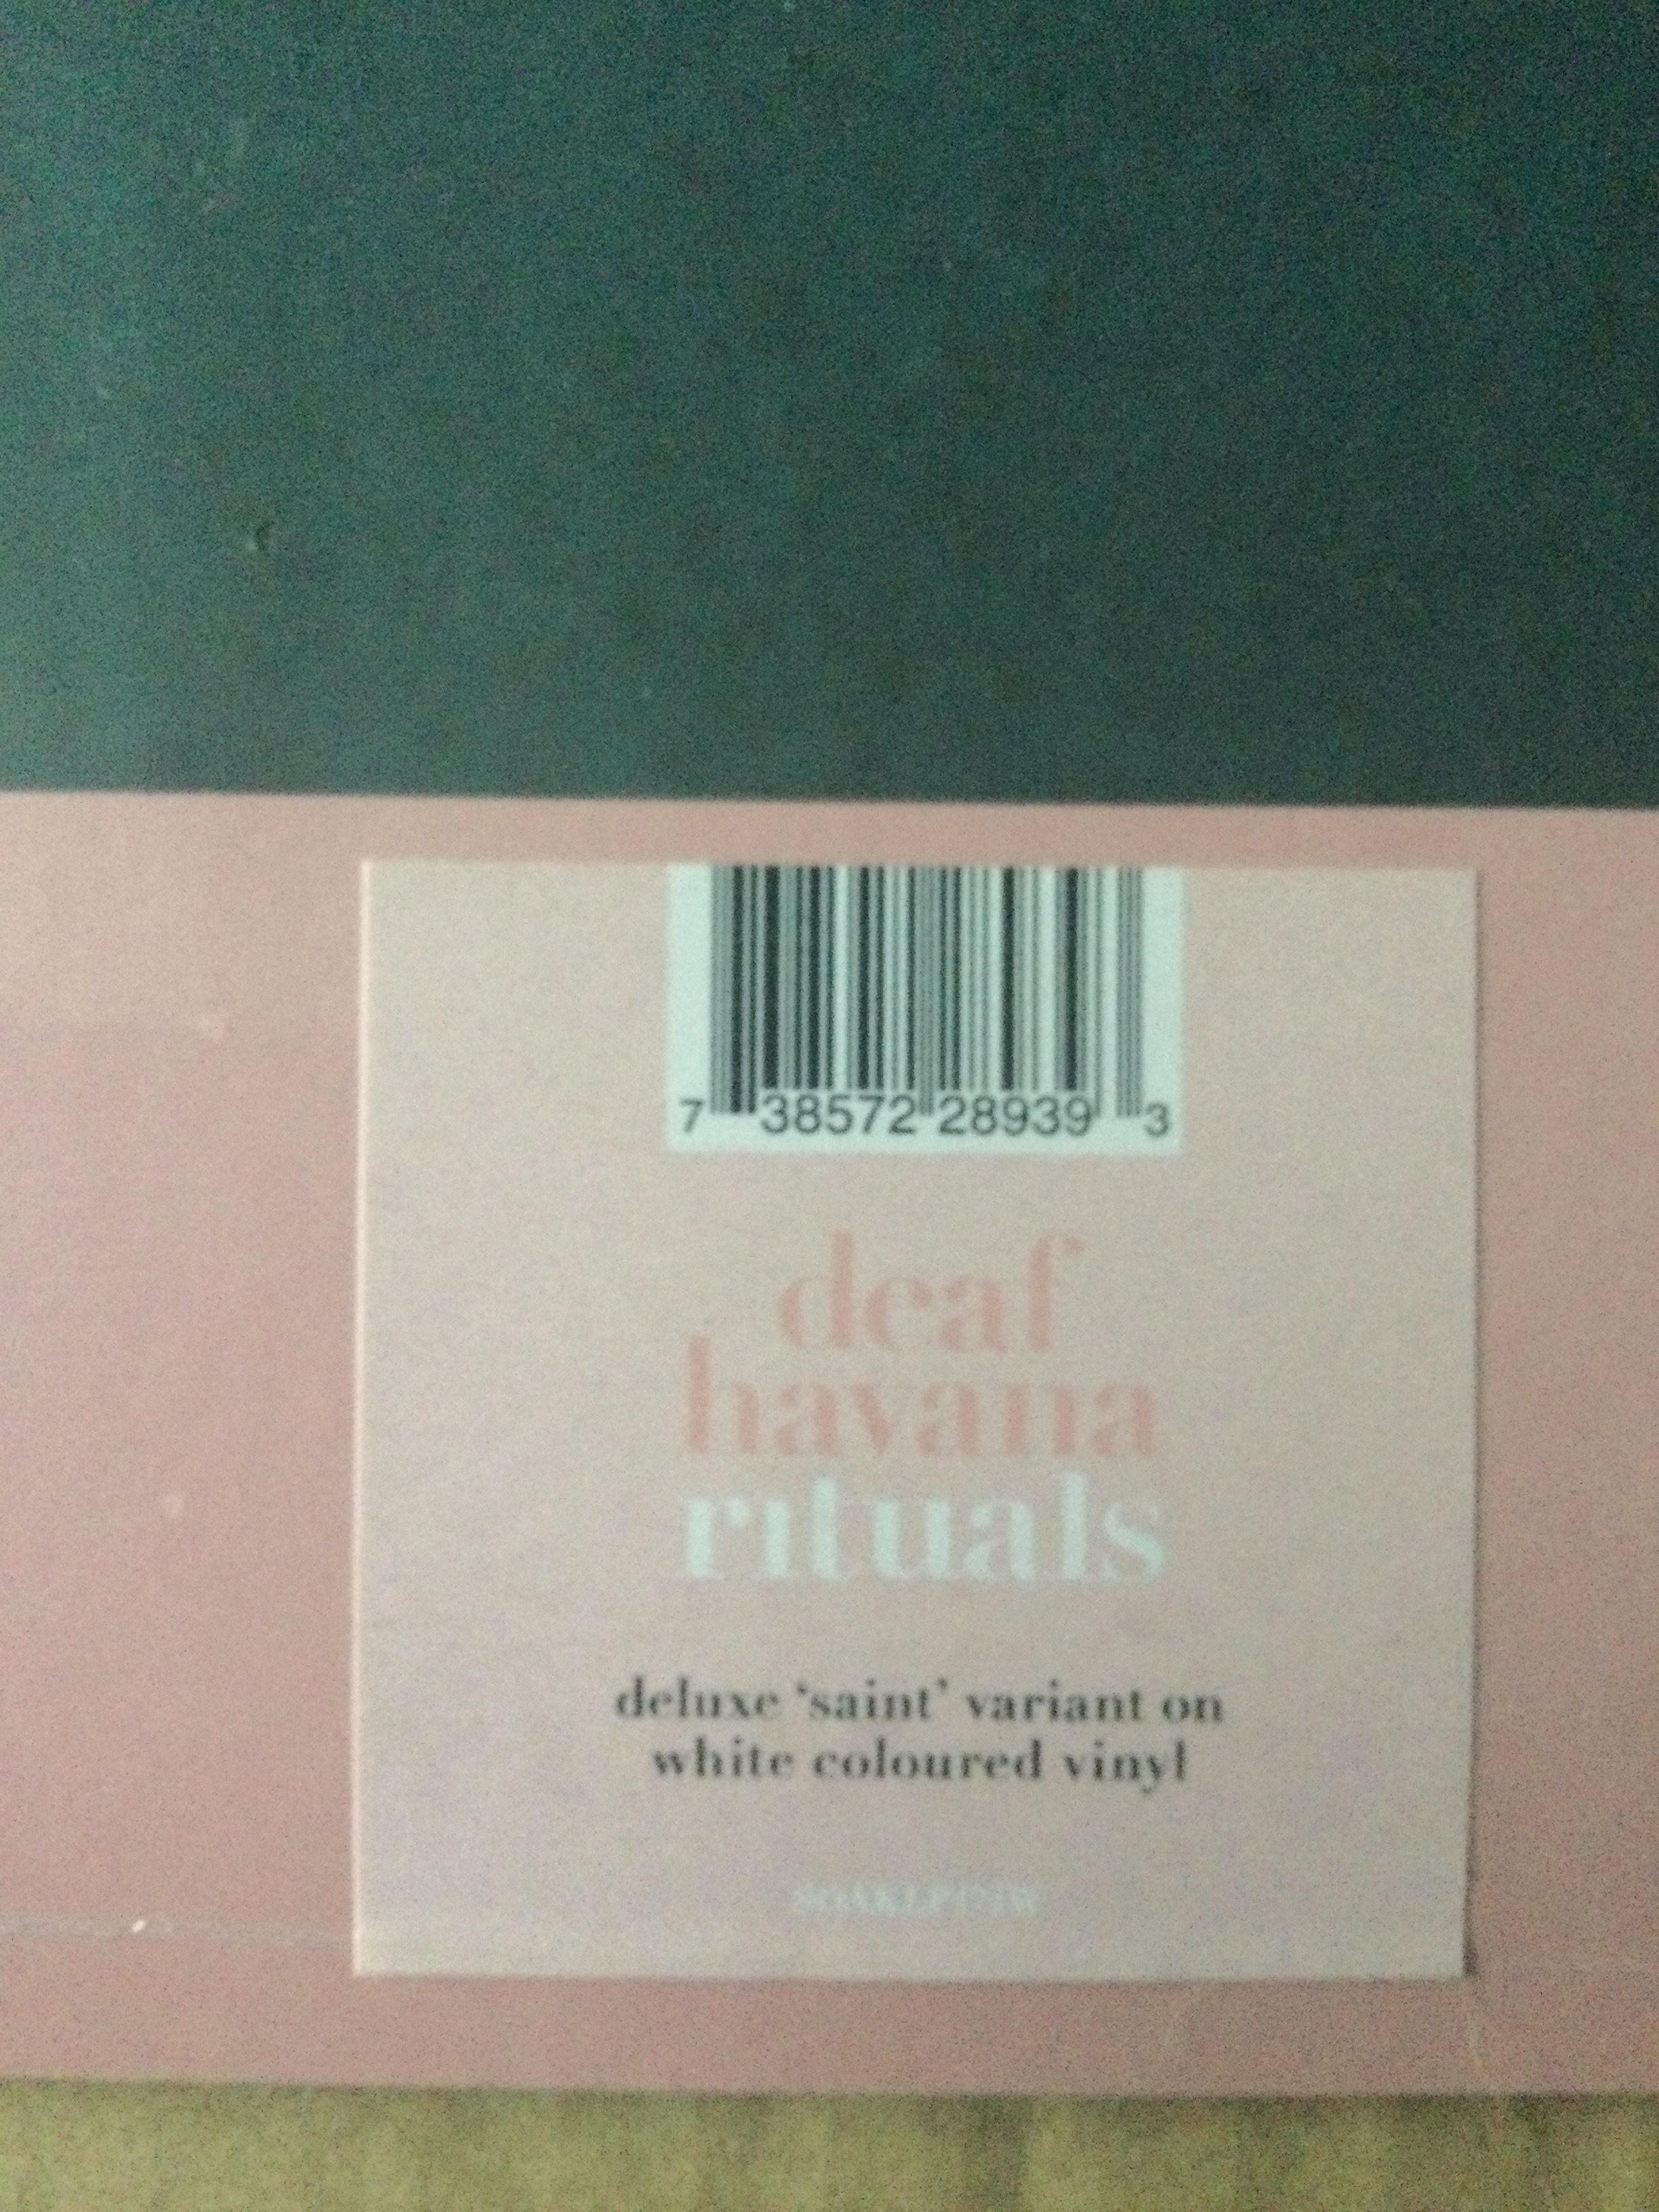 7 38572 28939 3
deaf
havana
rituals
deluxe ‘saint’ variant on
white coloured vinyl